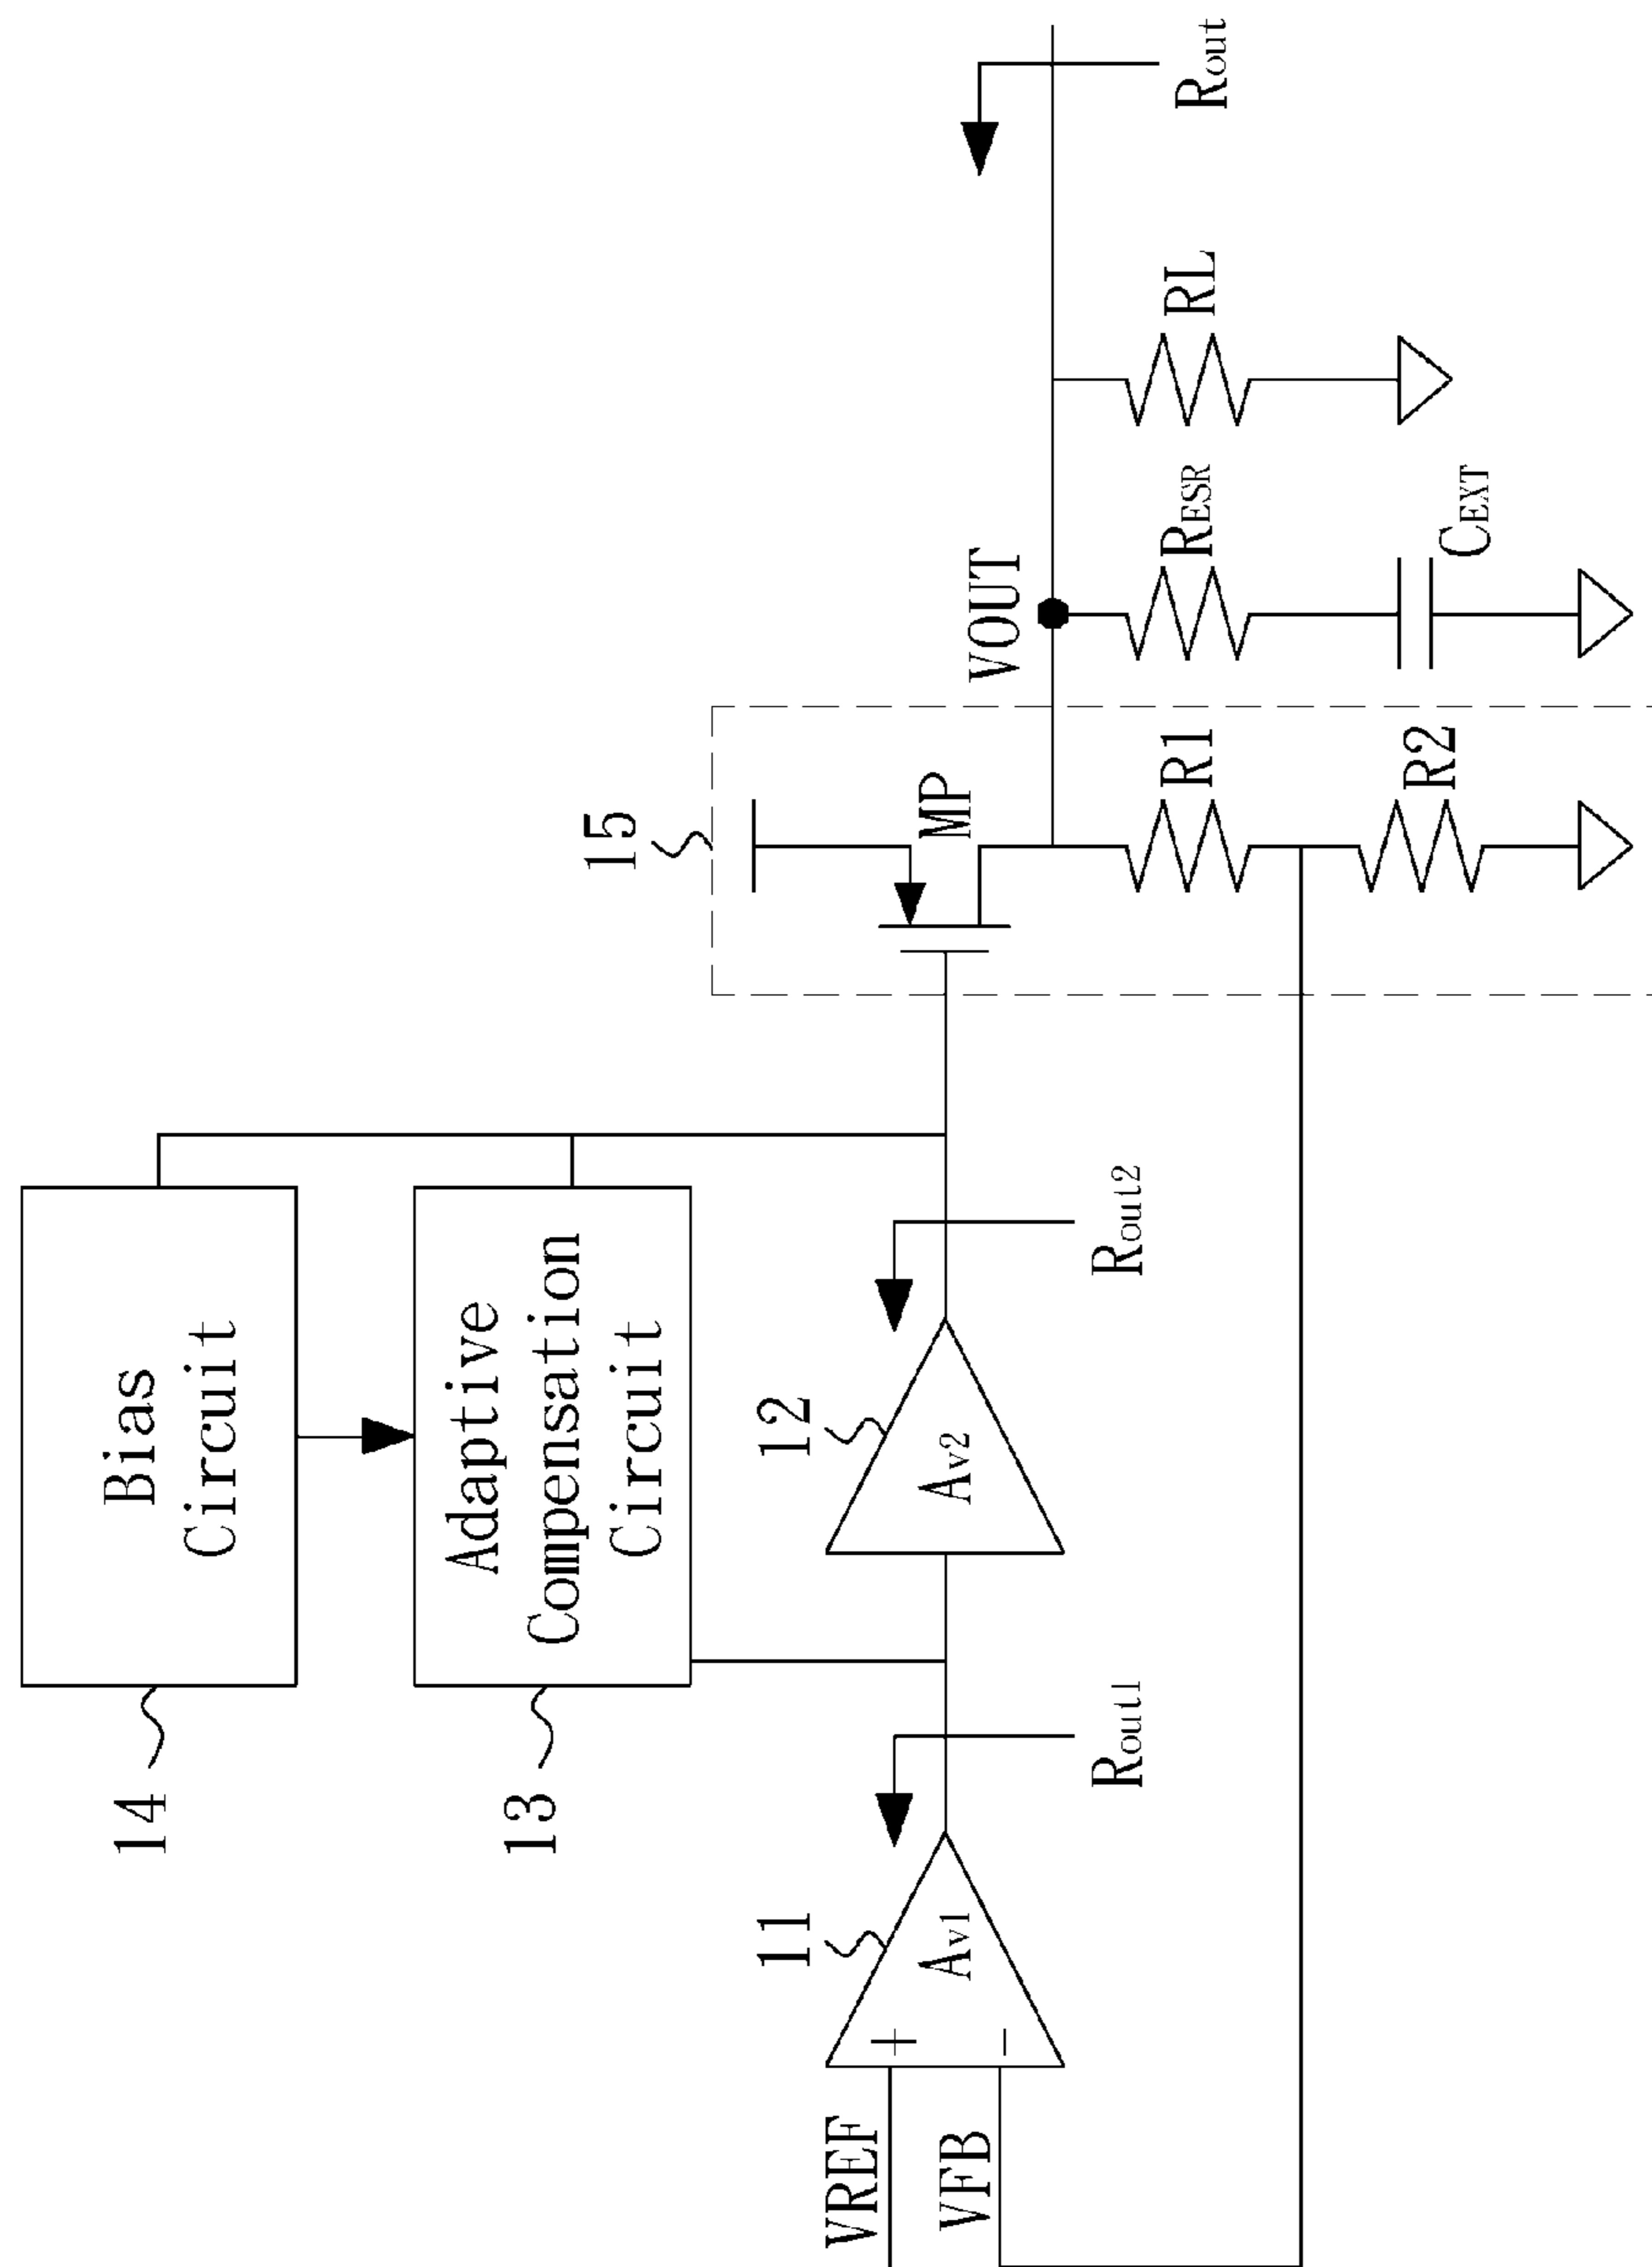 14
Bias
Circuit
13
Adaptive
Compensation
Circuit
15
VREF
VFB
+
−
11
Av1
Rout1
12
Av2
Rout2
MP
VOUT
R1
R2
RESR
CEXT
RL
Rout